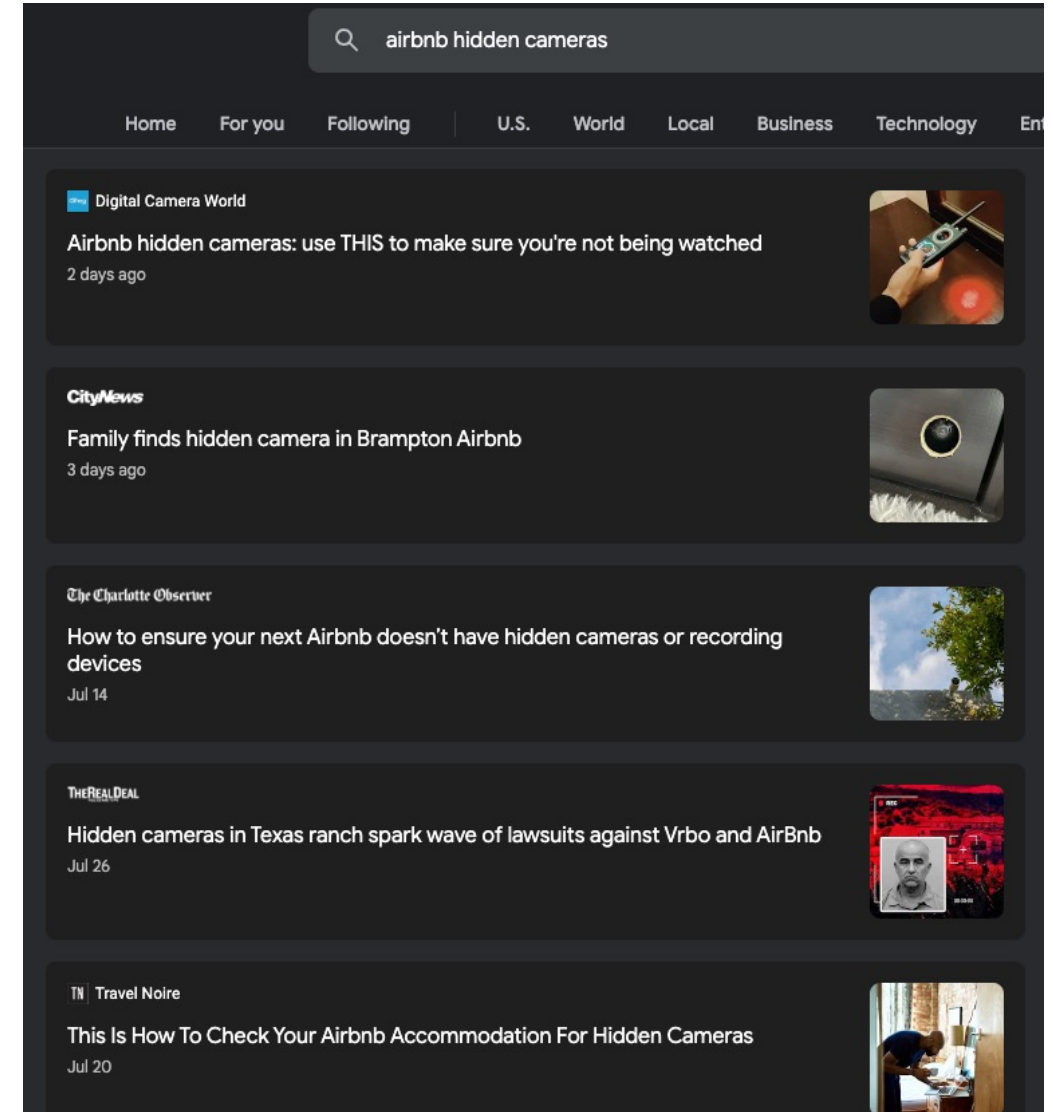 airbnb hidden cameras
Home For you Following U.S. World Local Business Technology Ent
Digital Camera World
Airbnb hidden cameras: use THIS to make sure you're not being watched
2 days ago
CityNews
Family finds hidden camera in Brampton Airbnb
3 days ago
The Charlotte Observer
How to ensure your next Airbnb doesn't have hidden cameras or recording
devices
Jul 14
THEREALDEAL
Hidden cameras in Texas ranch spark wave of lawsuits against Vrbo and AirBnb
Jul 26
REC
TN Travel Noire
This Is How To Check Your Airbnb Accommodation For Hidden Cameras
Jul 20